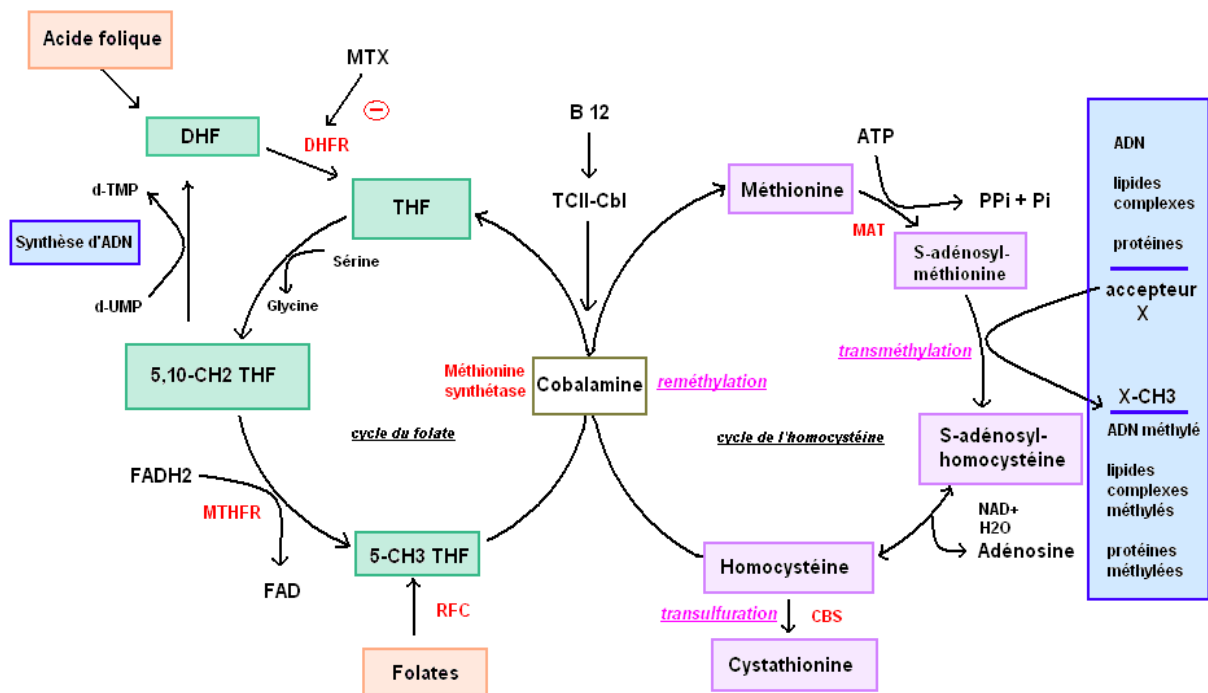 Acide folique
MTX
DHF
DHFR
B 12
d-TMP
Synthèse d'ADN
d-UMP
THF
Sérine
Glycine
TCII-Cbl
5,10-CH2 THF
Méthionine
synthétase
Cobalamine
reméthylation
cycle du folate
FADH2
MTHFR
FAD
5-CH3 THF
RFC
Folates
ATP
Méthionine
PPi + Pi
MAT
S-adénosyl-
méthionine
transméthylation
cycle de l'homocystéine
S-adénosyl-
homocystéine
NAD+
H2O
Adénosine
Homocystéine
transulfuration
CBS
Cystathionine
ADN
lipides
complexes
protéines
accepteur
X
X-CH3
ADN méthylé
lipides
complexes
méthylés
protéines
méthylées